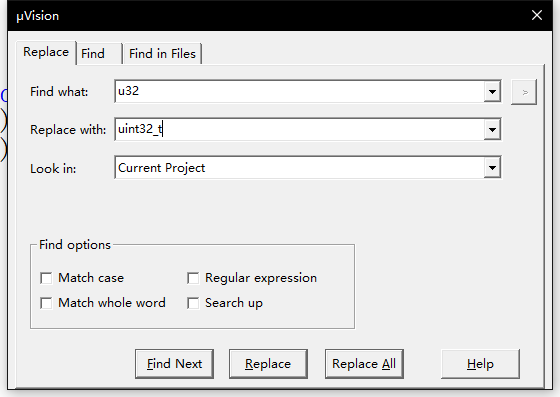 μVision
Replace
Find
Find in Files
Find what:
u32
»
Replace with:
uint32_t
Look in:
Current Project
Find options
Match case
Regular expression
Match whole word
Search up
Find Next
Replace
Replace All
Help